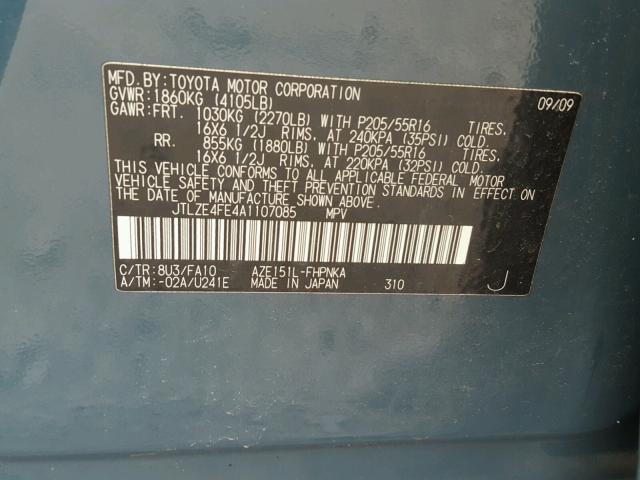 MFD. BY: TOYOTA MOTOR CORPORATION 09/09
GVWR: 1860KG (4105LB)
GAWR: FRT. 1030KG (2270LB) WITH P205/55R16 TIRES,
16X6 1/2J RIMS, AT 240KPA (35PSI) COLD.
RR. 855KG (1880LB) WITH P205/55R16 TIRES,
16X6 1/2J RIMS, AT 220KPA (32PSI) COLD.
THIS VEHICLE CONFORMS TO ALL APPLICABLE FEDERAL MOTOR
VEHICLE SAFETY AND THEFT PREVENTION STANDARDS IN EFFECT ON
THE DATE OF MANUFACTURE SHOWN ABOVE.
JTLZE4FE4A1107085 MPV
C/TR: 8U3/FA10 AZE151L-FHPNKA
A/TM: -02A/U241E MADE IN JAPAN 310 J